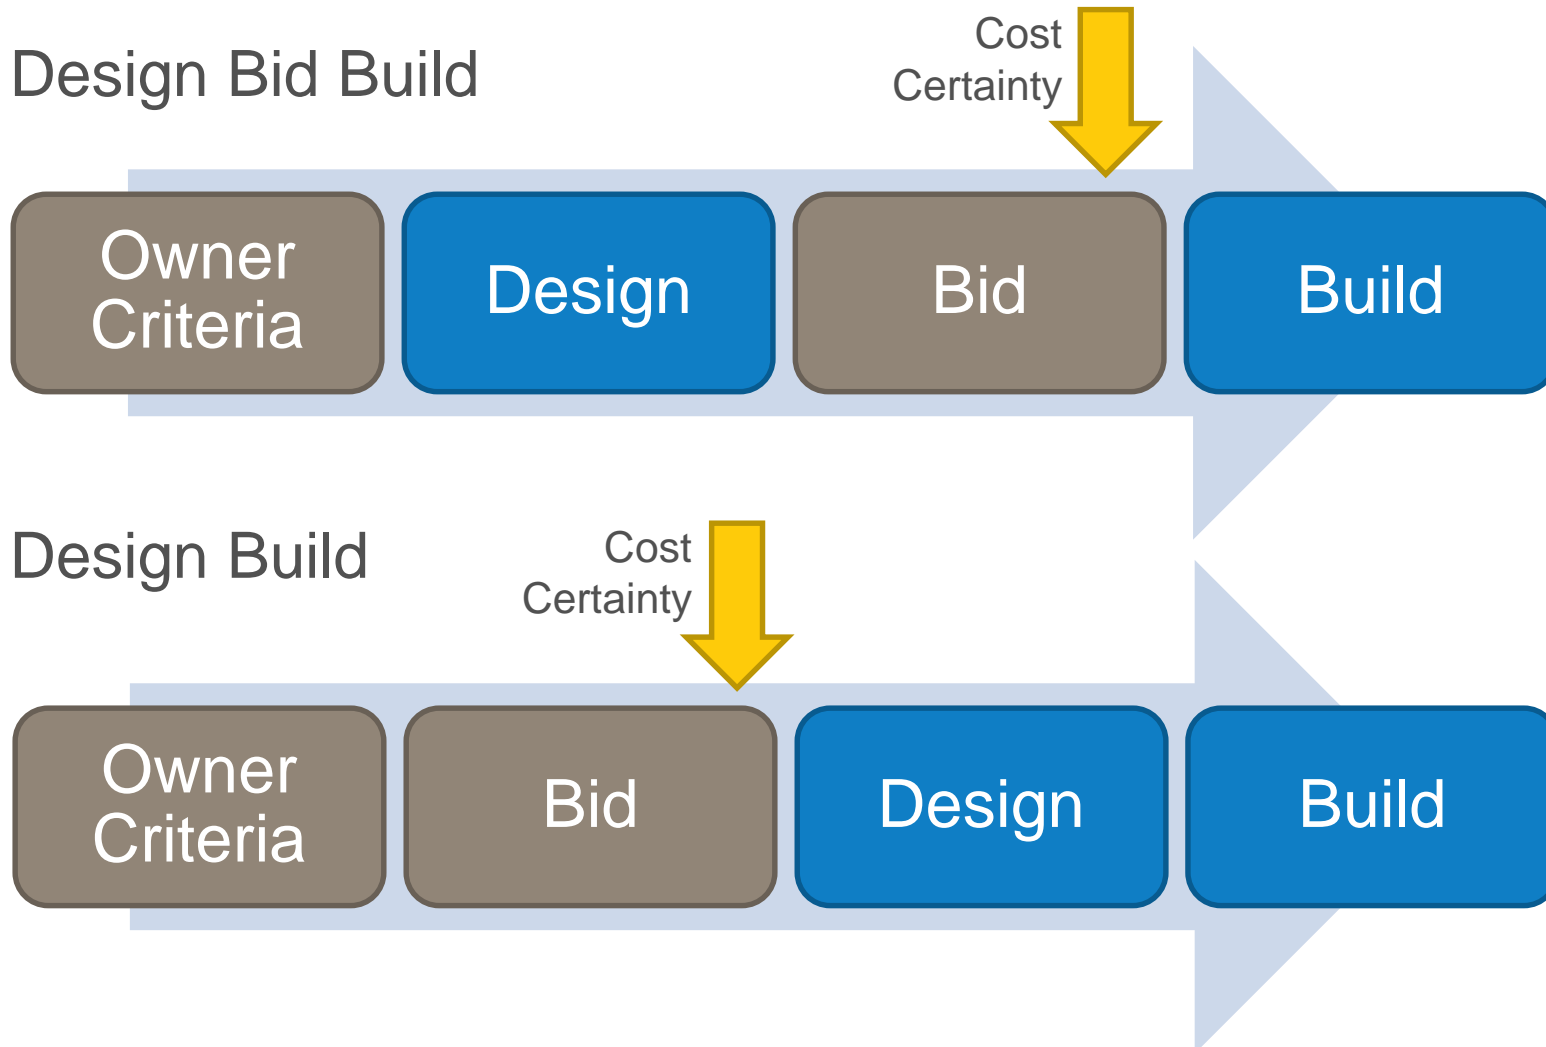 Design Bid Build
Cost
Certainty
Owner
Criteria
Design
Bid
Build
Design Build
Cost
Certainty
Owner
Criteria
Bid
Design
Build